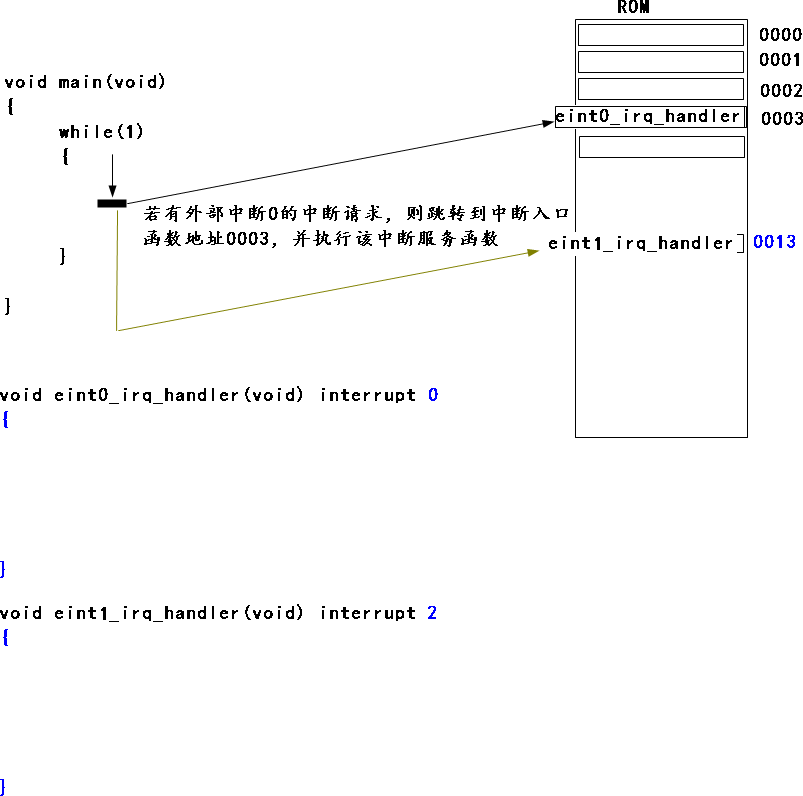 ROM
0000
0001
0002
eint0_irq_handler 0003
void main(void)
{
while(1)
{
若有外部中断0的中断请求, 则跳转到中断入口
函数地址0003, 并执行该中断服务函数
eint1_irq_handler 0013
}
}
void eint0_irq_handler(void) interrupt 0
{
}
void eint1_irq_handler(void) interrupt 2
{
}